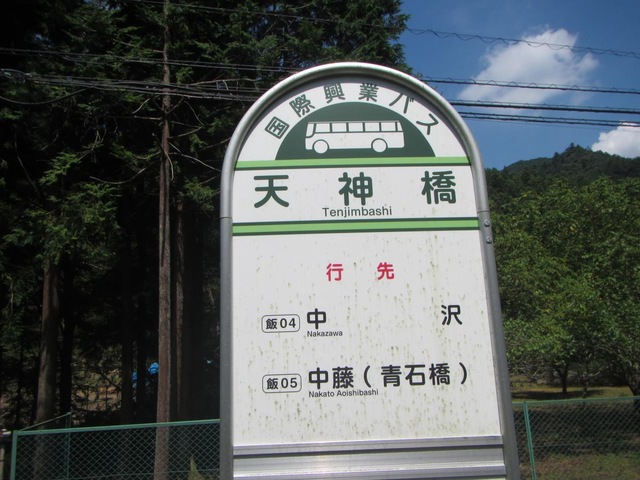 国際興業バス
天神橋
Tenjimbashi
行先
飯04 中沢
Nakazawa
飯05 中藤(青石橋)
Nakato Aoishibashi